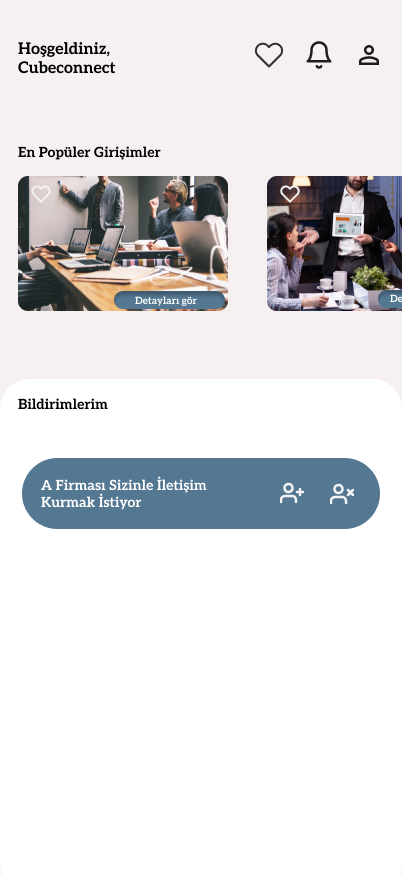 Hoşgeldiniz,
Cubeconnect
En Popüler Girişimler
Detayları gör
De
Bildirimlerim
A Firması Sizinle İletişim
Kurmak İstiyor